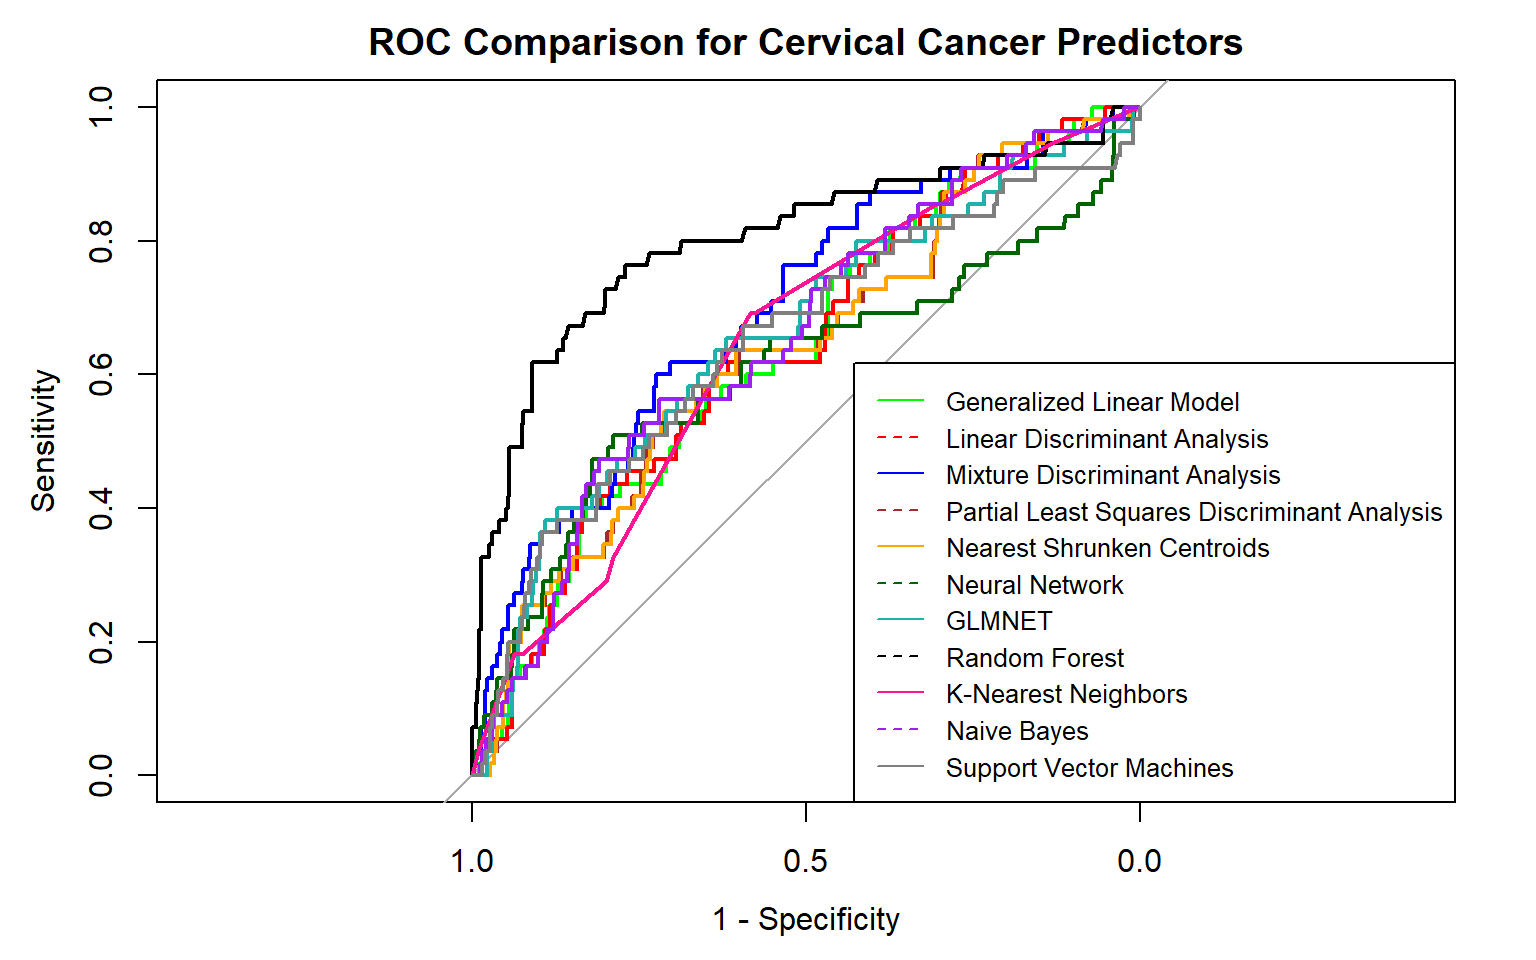 ROC Comparison for Cervical Cancer Predictors
Sensitivity
1.0
0.8
0.6
0.4
0.2
0.0
Generalized Linear Model
Linear Discriminant Analysis
Mixture Discriminant Analysis
Partial Least Squares Discriminant Analysis
Nearest Shrunken Centroids
Neural Network
GLMNET
Random Forest
K-Nearest Neighbors
Naive Bayes
Support Vector Machines
1.0 0.5 0.0
1 - Specificity